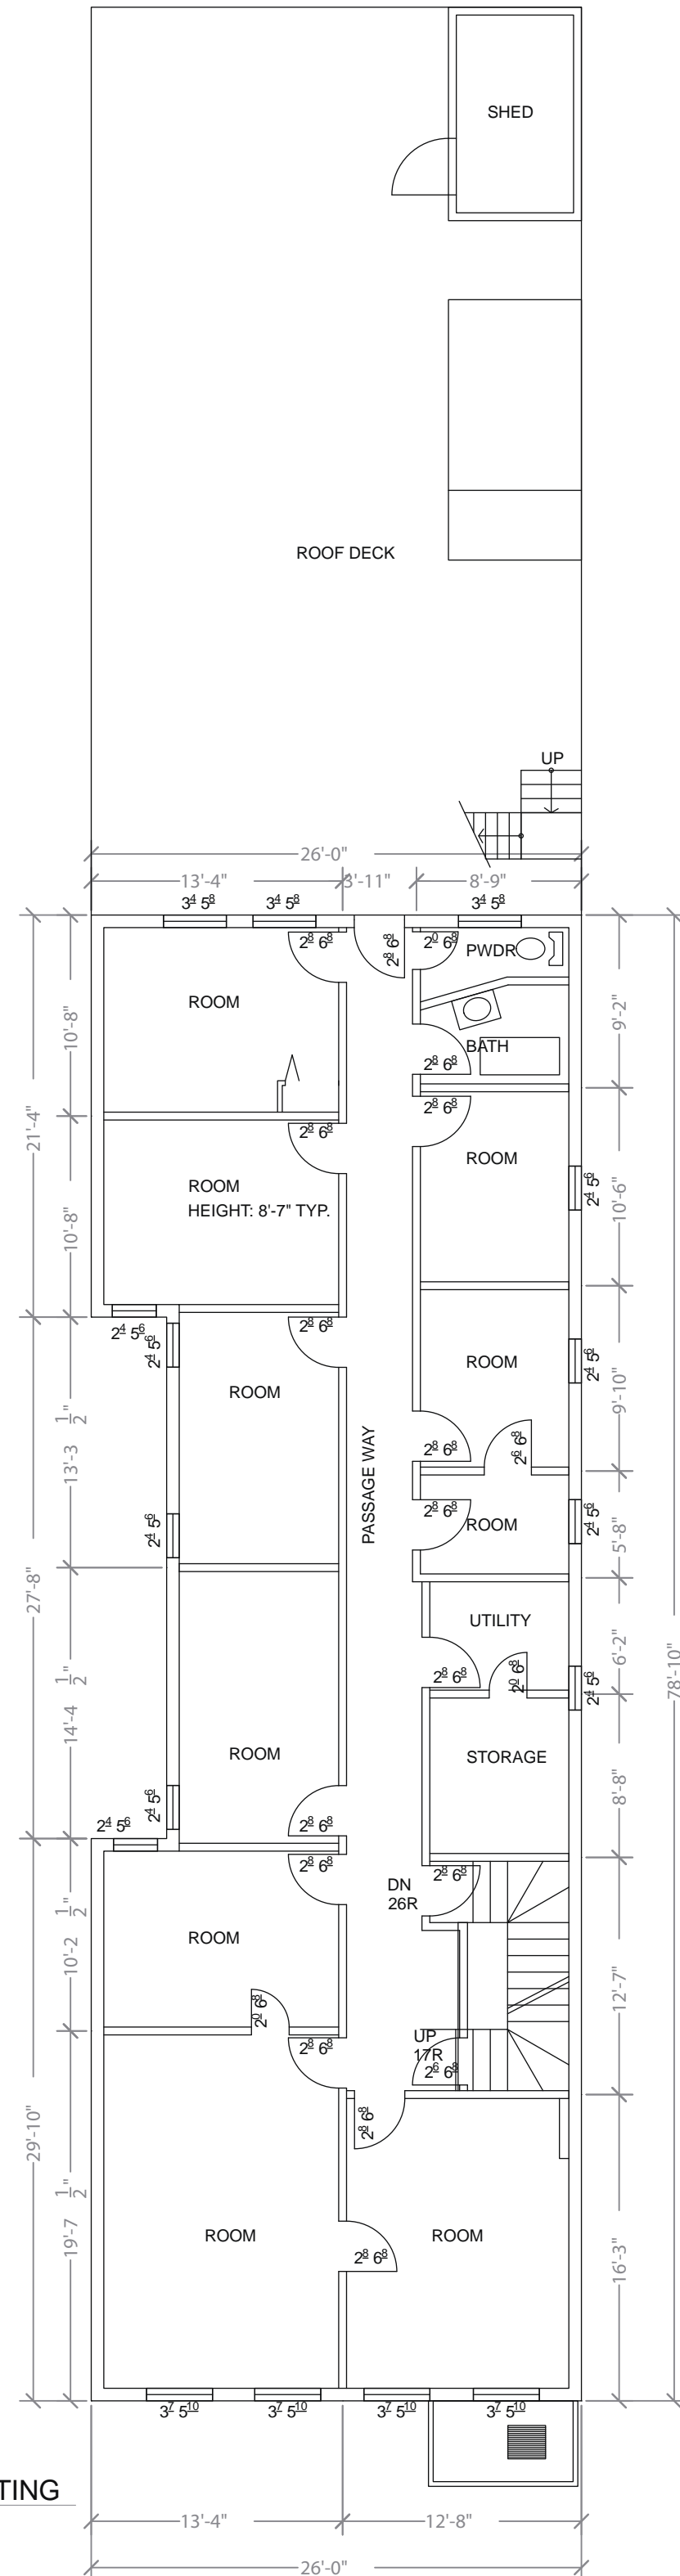 SHED
ROOF DECK
UP
26'-0"
13'-4"
3'-11"
8'-9"
3⁴ 5⁸
3⁴ 5⁸
3⁴ 5⁸
2⁸ 6⁸
2⁸ 6⁸
2⁰ 6⁸
PWDR
ROOM
10'-8"
9'-2"
BATH
2⁸ 6⁸
2⁸ 6⁸
21'-4"
2⁸ 6⁸
ROOM
ROOM
HEIGHT: 8'-7" TYP.
10'-8"
2⁴ 5⁶
10'-6"
2⁴ 5⁶
2⁴ 5⁶
2⁸ 6⁸
ROOM
2⁴ 5⁶
9'-10"
ROOM
13'-3 1/2"
2⁸ 6⁸
2⁶ 6⁸
PASSAGE WAY
2⁴ 5⁶
2⁸ 6⁸
ROOM
2⁴ 5⁶
5'-8"
27'-8"
UTILITY
6'-2"
78'-10"
2⁸ 6⁸
2⁰ 6⁸
2⁴ 5⁶
14'-4 1/2"
ROOM
STORAGE
8'-8"
2⁴ 5⁶
2⁴ 5⁶
2⁸ 6⁸
2⁸ 6⁸
2⁸ 6⁸
DN
26R
10'-2 1/2"
ROOM
12'-7"
2⁰ 6⁸
UP
17R
2⁸ 6⁸
2⁶ 6⁸
2⁸ 6⁸
29'-10"
19'-7 1/2"
ROOM
ROOM
2⁸ 6⁸
16'-3"
3⁷ 5¹⁰
3⁷ 5¹⁰
3⁷ 5¹⁰
3⁷ 5¹⁰
TING
13'-4"
12'-8"
26'-0"